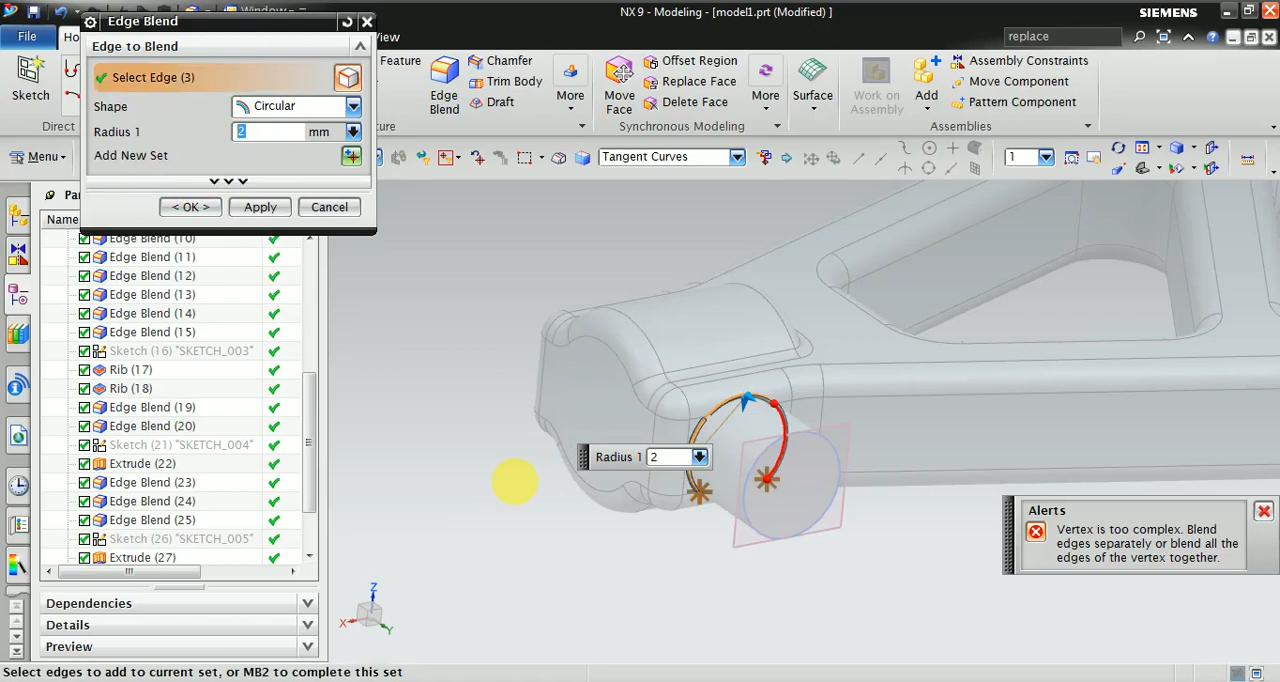 Edge Blend
Window
NX 9 - Modeling - [model1.prt (Modified) ]
SIEMENS
File
Ho
View
replace
Edge to Blend
Select Edge (3)
Shape
Circular
Radius 1
2
mm
Add New Set
< OK >
Apply
Cancel
Sketch
Direct
Feature
Edge
Blend
Chamfer
Trim Body
Draft
More
ture
Move
Face
Offset Region
Replace Face
Delete Face
More
Synchronous Modeling
Surface
Work on
Assembly
Add
Assembly Constraints
Move Component
Pattern Component
Assemblies
Menu
Tangent Curves
1
Pa
Name
Edge Blend (10)
Edge Blend (11)
Edge Blend (12)
Edge Blend (13)
Edge Blend (14)
Edge Blend (15)
Sketch (16) "SKETCH_003"
Rib (17)
Rib (18)
Edge Blend (19)
Edge Blend (20)
Sketch (21) "SKETCH_004"
Extrude (22)
Edge Blend (23)
Edge Blend (24)
Edge Blend (25)
Sketch (26) "SKETCH_005"
Extrude (27)
Dependencies
Details
Preview
Radius 1 2
Z
X
Y
Alerts
Vertex is too complex. Blend
edges separately or blend all the
edges of the vertex together.
Select edges to add to current set, or MB2 to complete this set